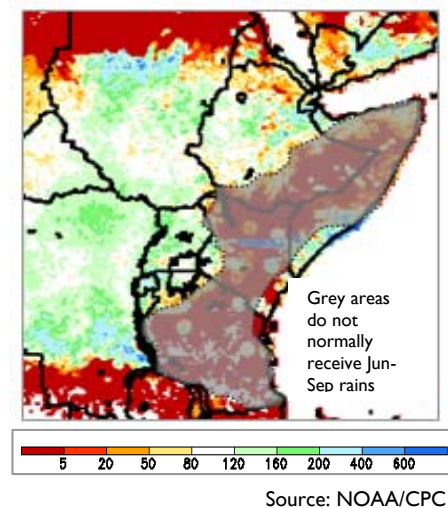 Grey areas
do not
normally
receive Jun-
Sep rains
5 20 50 80 120 160 200 400 600
Source: NOAA/CPC